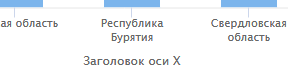 ая область
Республика
Бурятия
Свердловская
область
Заголовок оси X